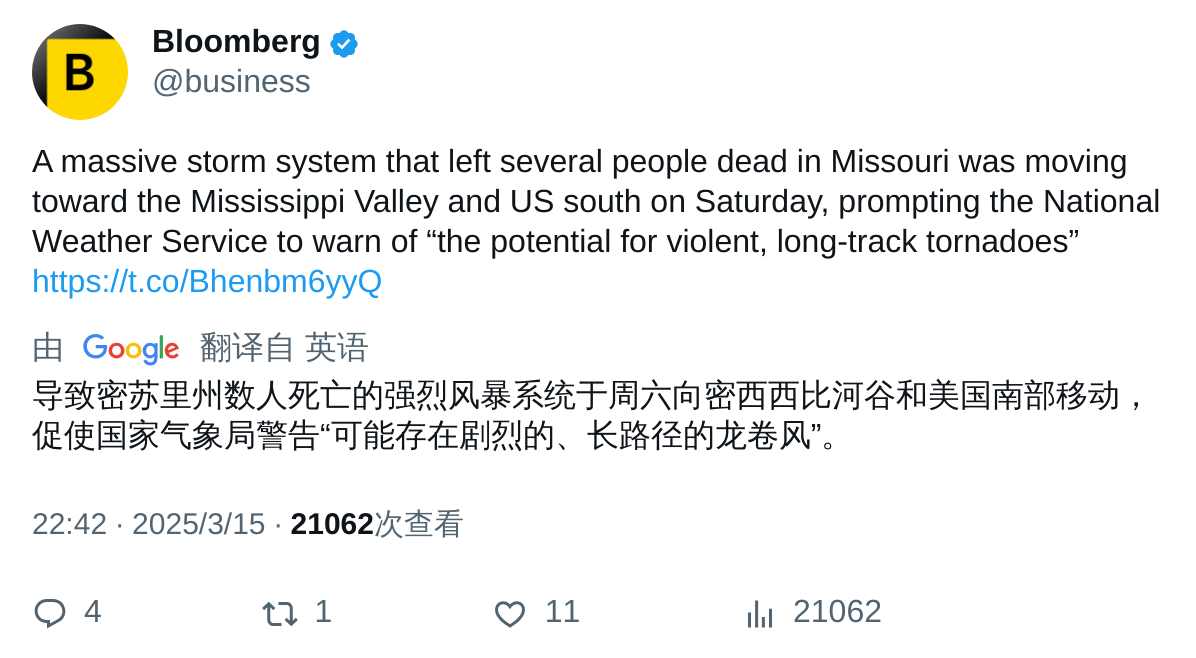 B
Bloomberg
@business
A massive storm system that left several people dead in Missouri was moving
toward the Mississippi Valley and US south on Saturday, prompting the National
Weather Service to warn of “the potential for violent, long-track tornadoes”
https://t.co/Bhenbm6yyQ
由 Google 翻译自 英语
导致密苏里州数人死亡的强烈风暴系统于周六向密西西比河谷和美国南部移动，
促使国家气象局警告“可能存在剧烈的、长路径的龙卷风”。
22:42 · 2025/3/15 · 21062次查看
4 1 11 21062